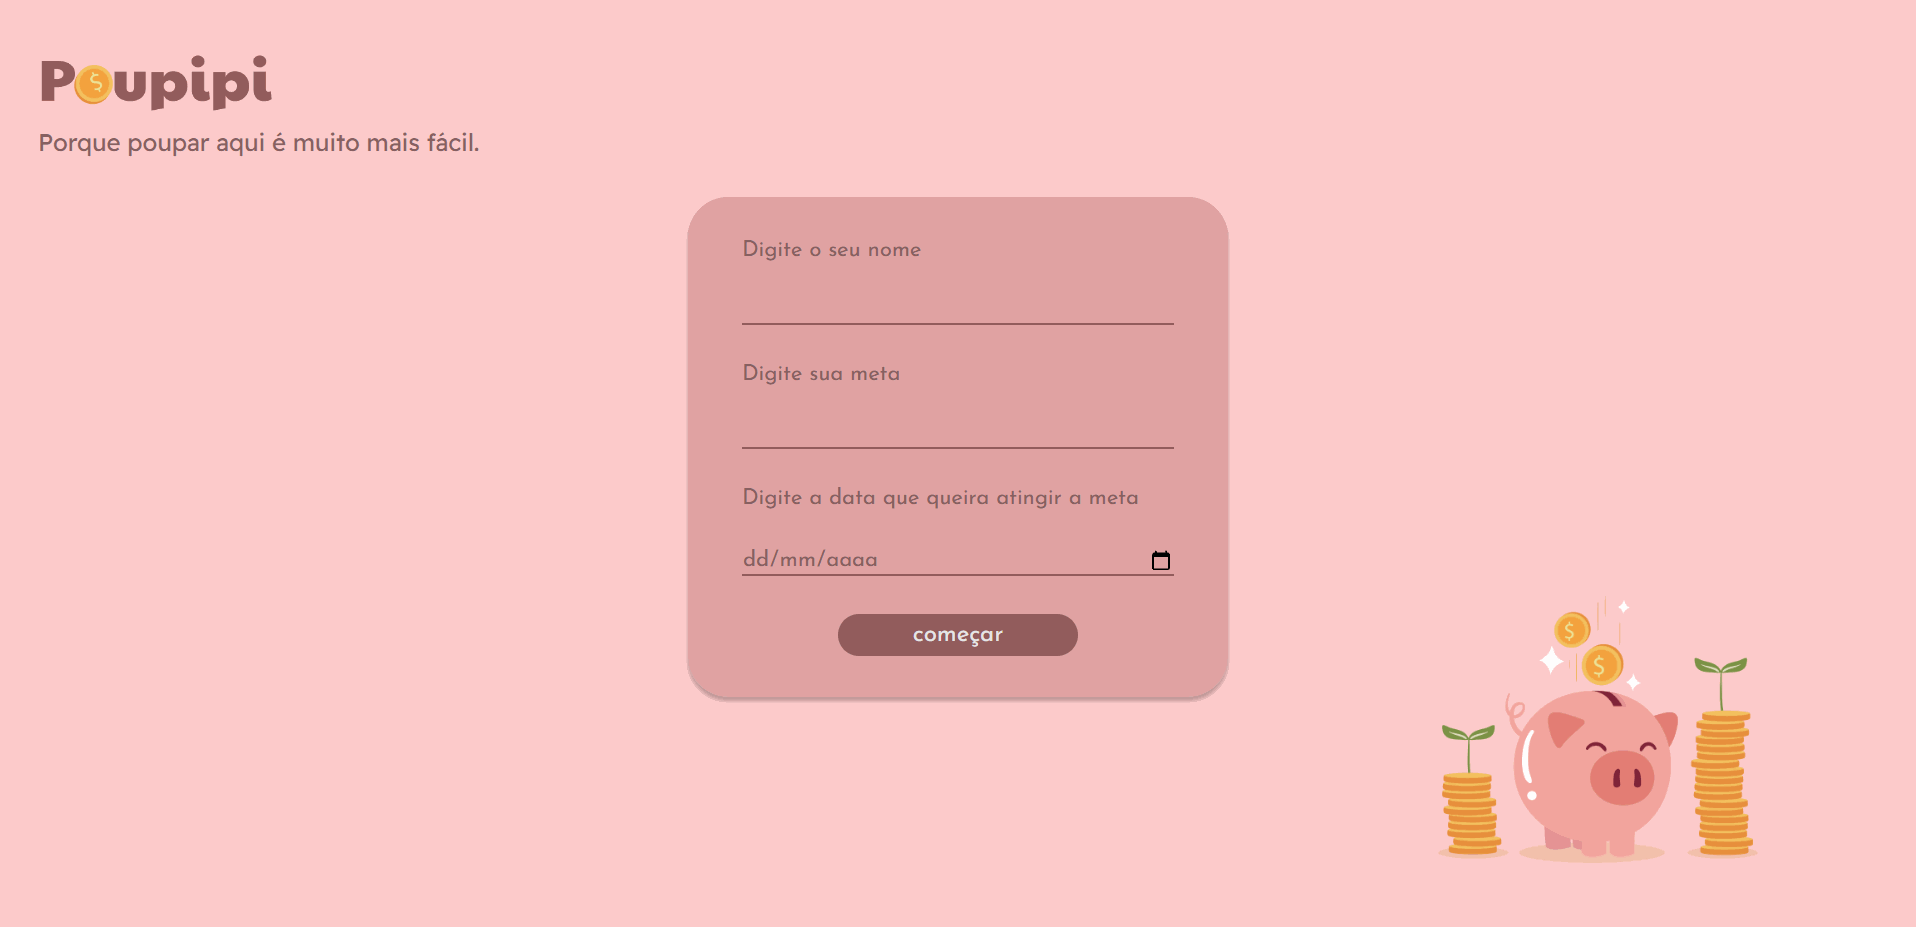 Poupipi
Porque poupar aqui é muito mais fácil.
Digite o seu nome
Digite sua meta
Digite a data que queira atingir a meta
dd/mm/aaaa
começar